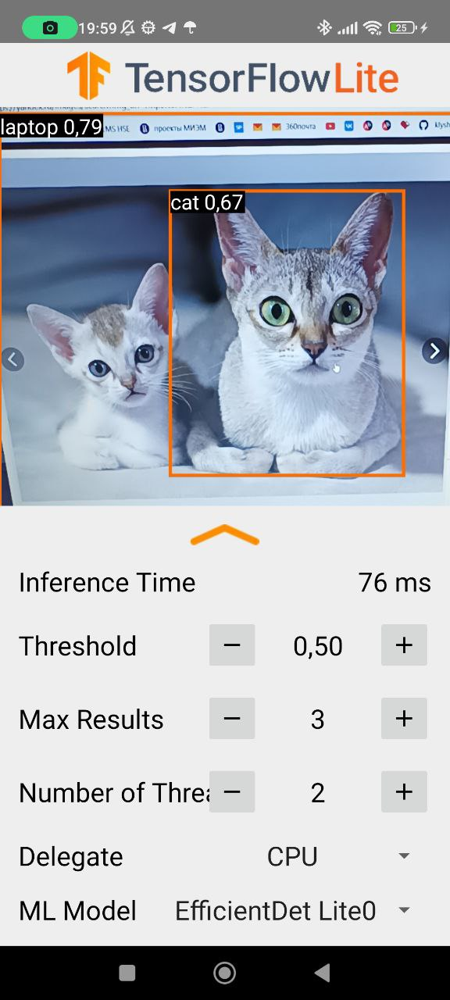 19:59
25
TensorFlowLite
laptop 0,79
MS HSE
проекты МИЭМ
360почта
klysh
cat 0,67
Inference Time 76 ms
Threshold − 0,50 +
Max Results − 3 +
Number of Threa − 2 +
Delegate CPU
ML Model EfficientDet Lite0